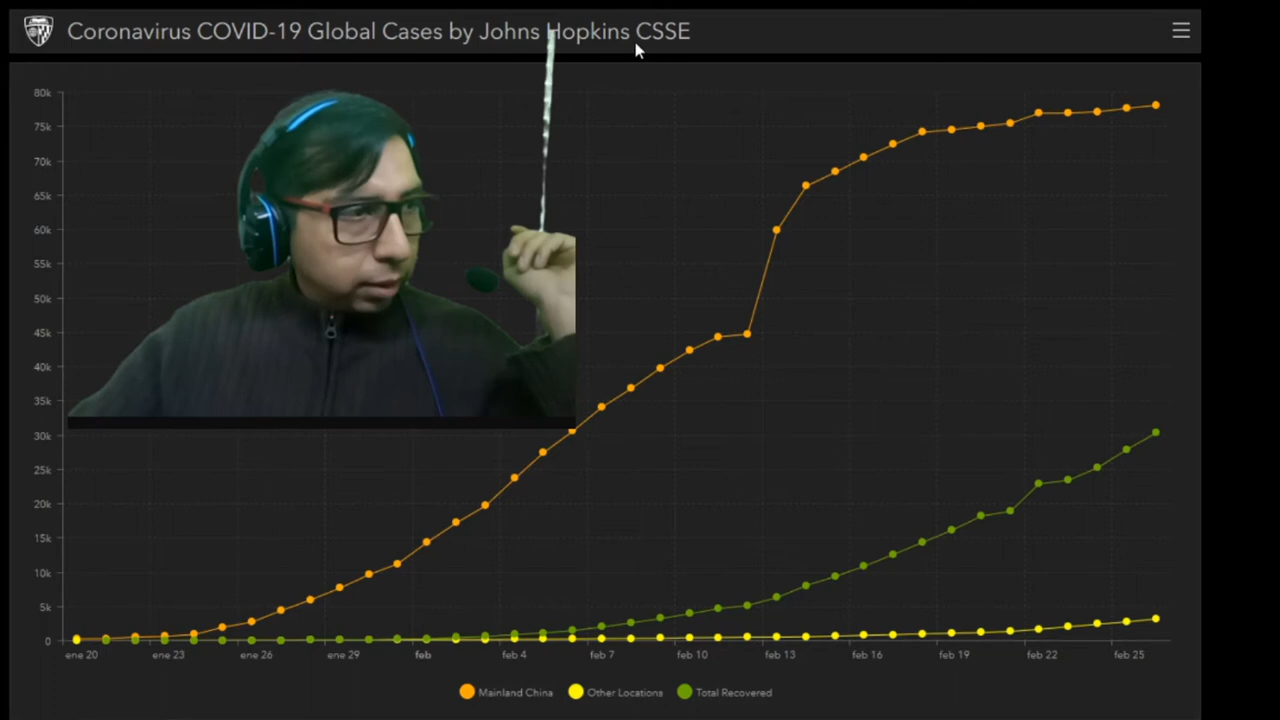 Coronavirus COVID-19 Global Cases by Johns Hopkins CSSE
80k
75k
70k
65k
60k
55k
50k
45k
40k
35k
30k
25k
20k
15k
10k
5k
0
ene 20 ene 23 ene 26 ene 29 feb feb 4 feb 7 feb 10 feb 13 feb 16 feb 19 feb 22 feb 25
Mainland China Other Locations Total Recovered